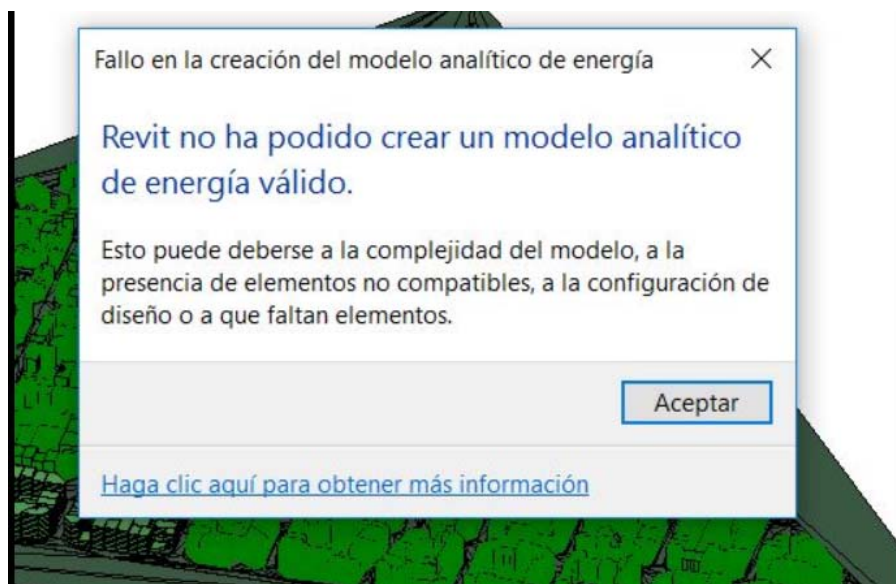 Fallo en la creación del modelo analítico de energía
Revit no ha podido crear un modelo analítico
de energía válido.
Esto puede deberse a la complejidad del modelo, a la
presencia de elementos no compatibles, a la configuración de
diseño o a que faltan elementos.
Aceptar
Haga clic aquí para obtener más información